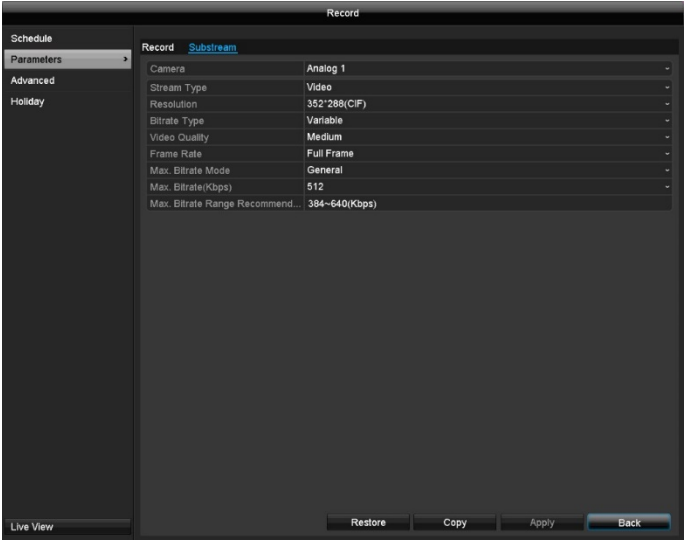 Record
Schedule
Parameters
Advanced
Holiday
Record Substream
Camera Analog 1
Stream Type Video
Resolution 352*288(CIF)
Bitrate Type Variable
Video Quality Medium
Frame Rate Full Frame
Max. Bitrate Mode General
Max. Bitrate(Kbps) 512
Max. Bitrate Range Recommend... 384~640(Kbps)
Live View
Restore Copy Apply Back